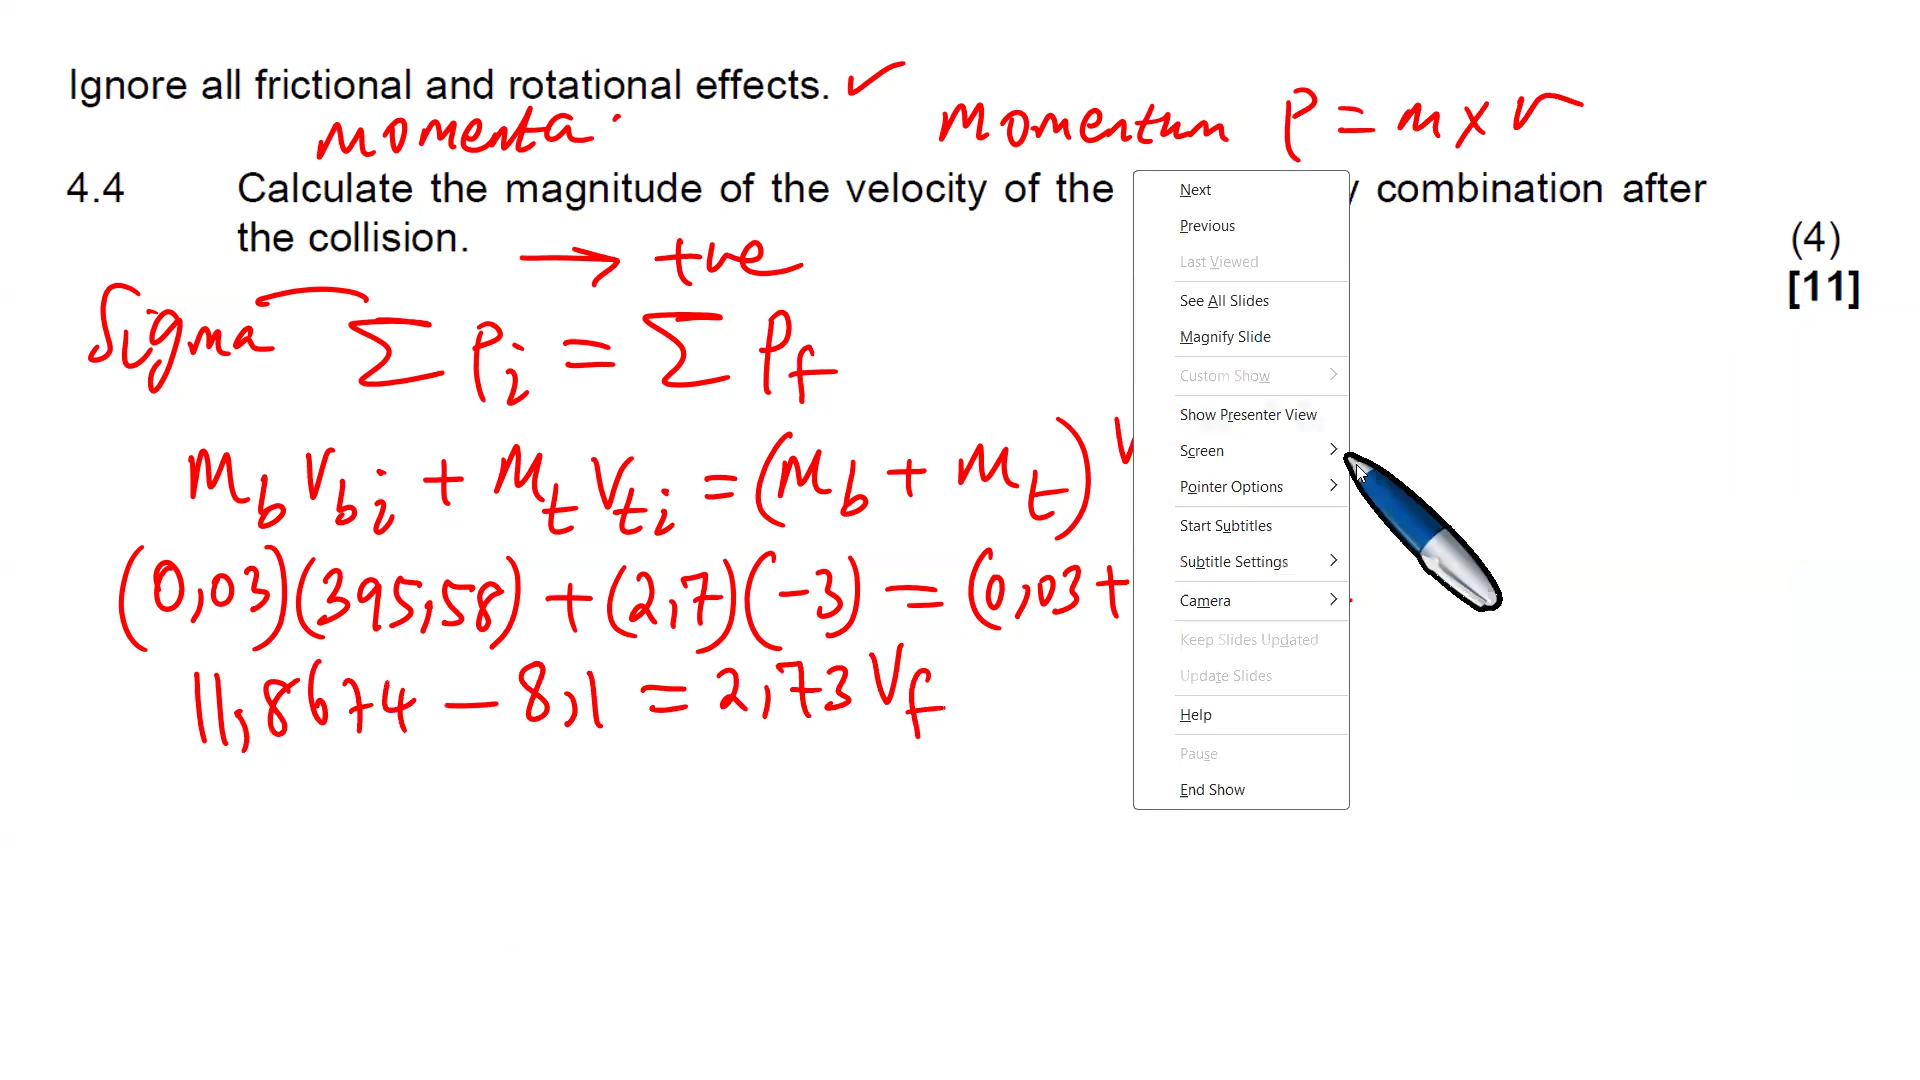 Ignore all frictional and rotational effects. ✓
momenta
momentum P = m × v
4.4 Calculate the magnitude of the velocity of the y combination after
the collision.
(4)
[11]
→ +ve
Sigma Σ Pi = Σ Pf
mb vbi + mt vti = (mb + mt) v
(0,03)(395,58) + (2,7)(-3) = (0,03 +
11,8674 - 8,1 = 2,73 Vf
Next
Previous
Last Viewed
See All Slides
Magnify Slide
Custom Show
Show Presenter View
Screen
Pointer Options
Start Subtitles
Subtitle Settings
Camera
Keep Slides Updated
Update Slides
Help
Pause
End Show